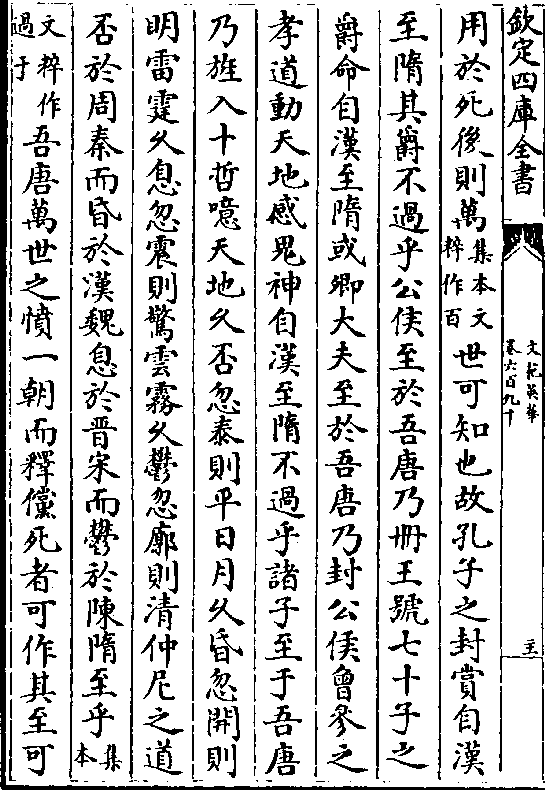 欽定四庫全書
文苑英華
卷六百九十
用於死後則萬集本文粹作百世可知也故孔子之封賞自漢
至隋其爵不過乎公侯至於吾唐乃冊王號七十子之
爵命自漢至隋或卿大夫至於吾唐乃封公侯曾參之
孝道動天地感鬼神自漢至隋不過乎諸子至于吾唐
乃旌入十哲噫天地久否忽泰則平日月久昏忽開則
明雷霆久息忽震則驚雲霧久鬱忽廓則清仲尼之道
否於周秦而昏於漢魏息於晉宋而鬱於陳隋至乎集本
文粹作過于吾唐萬世之憤一朝而釋儻死者可作其至可